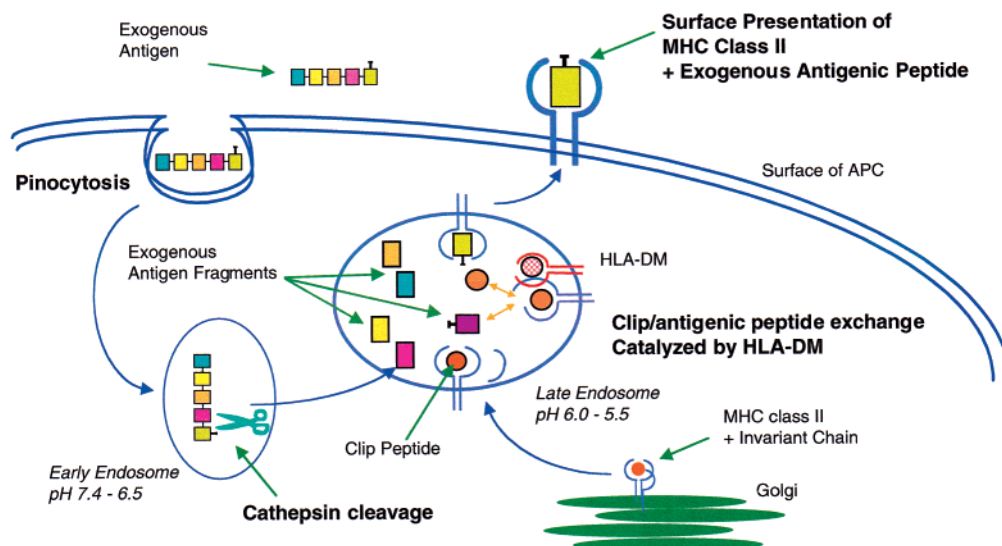 Exogenous
Antigen
Surface Presentation of
MHC Class II
+ Exogenous Antigenic Peptide
Pinocytosis
Surface of APC
Exogenous
Antigen Fragments
HLA-DM
Clip/antigenic peptide exchange
Catalyzed by HLA-DM
Late Endosome
pH 6.0 - 5.5
Clip Peptide
MHC class II
+ Invariant Chain
Early Endosome
pH 7.4 - 6.5
Golgi
Cathepsin cleavage